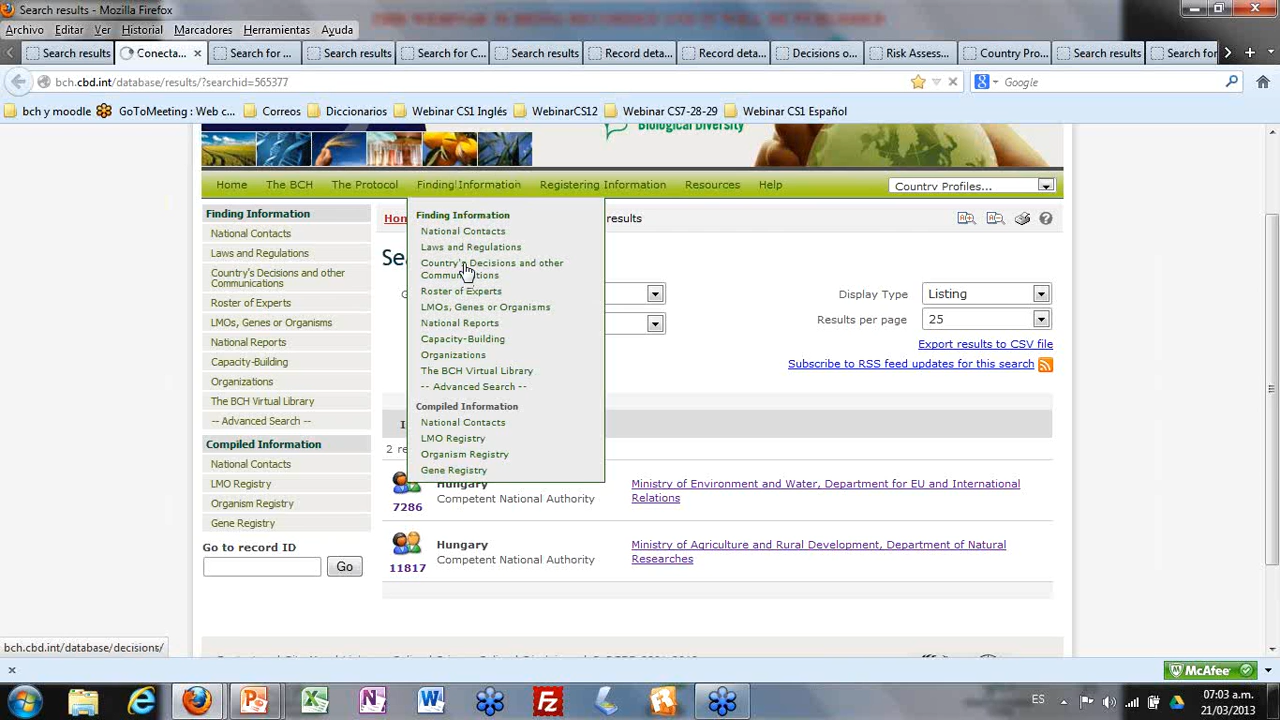 Search results - Mozilla Firefox
Archivo Editar Ver Historial Marcadores Herramientas Ayuda
Search results
Conecta...
Search for ...
Search results
Search for C...
Search results
Record deta...
Record deta...
Decisions o...
Risk Assess...
Country Pro...
Search results
Search for
bch.cbd.int/database/results/?searchid=565377
Google
bch y moodle
GoToMeeting : Web c...
Correos
Diccionarios
Webinar CS1 Inglés
WebinarCS12
Webinar CS7-28-29
Webinar CS1 Español
Biological Diversity
Home The BCH The Protocol Finding Information Registering Information Resources Help
Country Profiles...
Finding Information
National Contacts
Laws and Regulations
Country's Decisions and other
Communications
Roster of Experts
LMOs, Genes or Organisms
National Reports
Capacity-Building
Organizations
The BCH Virtual Library
-- Advanced Search --
Compiled Information
National Contacts
LMO Registry
Organism Registry
Gene Registry
Go to record ID
Go
Finding Information
National Contacts
Laws and Regulations
Country's Decisions and other
Communications
Roster of Experts
LMOs, Genes or Organisms
National Reports
Capacity-Building
Organizations
The BCH Virtual Library
-- Advanced Search --
Compiled Information
National Contacts
LMO Registry
Organism Registry
Gene Registry
results
Display Type Listing
Results per page 25
Export results to CSV file
Subscribe to RSS feed updates for this search
7286
Hungary
Competent National Authority
Ministry of Environment and Water, Department for EU and International
Relations
11817
Hungary
Competent National Authority
Ministry of Agriculture and Rural Development, Department of Natural
Researches
bch.cbd.int/database/decisions/
McAfee
ES
07:03 a.m.
21/03/2013